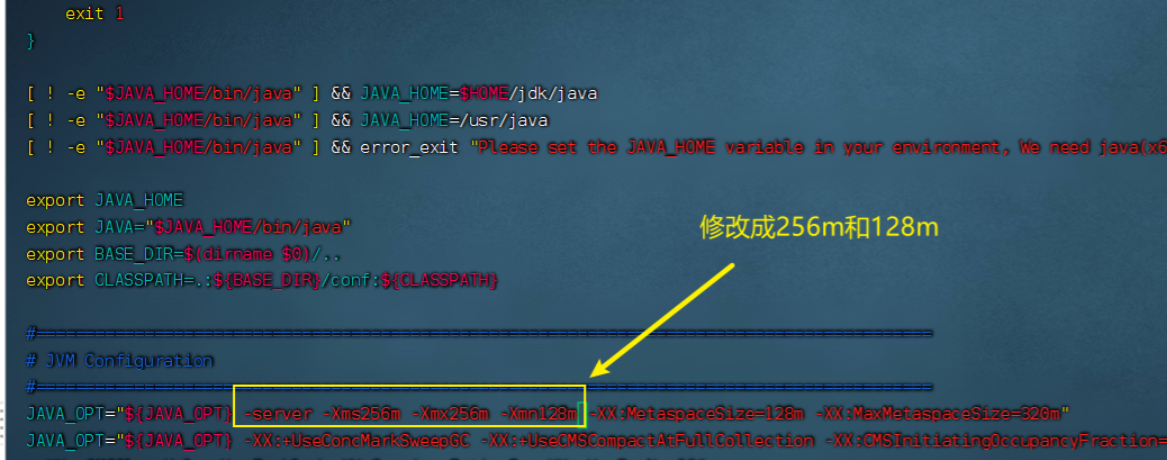 exit 1
}
[ ! -e "$JAVA_HOME/bin/java" ] && JAVA_HOME=$HOME/jdk/java
[ ! -e "$JAVA_HOME/bin/java" ] && JAVA_HOME=/usr/java
[ ! -e "$JAVA_HOME/bin/java" ] && error_exit "Please set the JAVA_HOME variable in your environment, We need java(x6
export JAVA_HOME
export JAVA="$JAVA_HOME/bin/java"
修改成256m和128m
export BASE_DIR=$(dirname $0)/..
export CLASSPATH=.:${BASE_DIR}/conf:${CLASSPATH}
#===========================================================================================
# JVM Configuration
#===========================================================================================
JAVA_OPT="${JAVA_OPT} -server -Xms256m -Xmx256m -Xmn128m -XX:MetaspaceSize=128m -XX:MaxMetaspaceSize=320m"
JAVA_OPT="${JAVA_OPT} -XX:+UseConcMarkSweepGC -XX:+UseCMSCompactAtFullCollection -XX:CMSInitiatingOccupancyFraction=